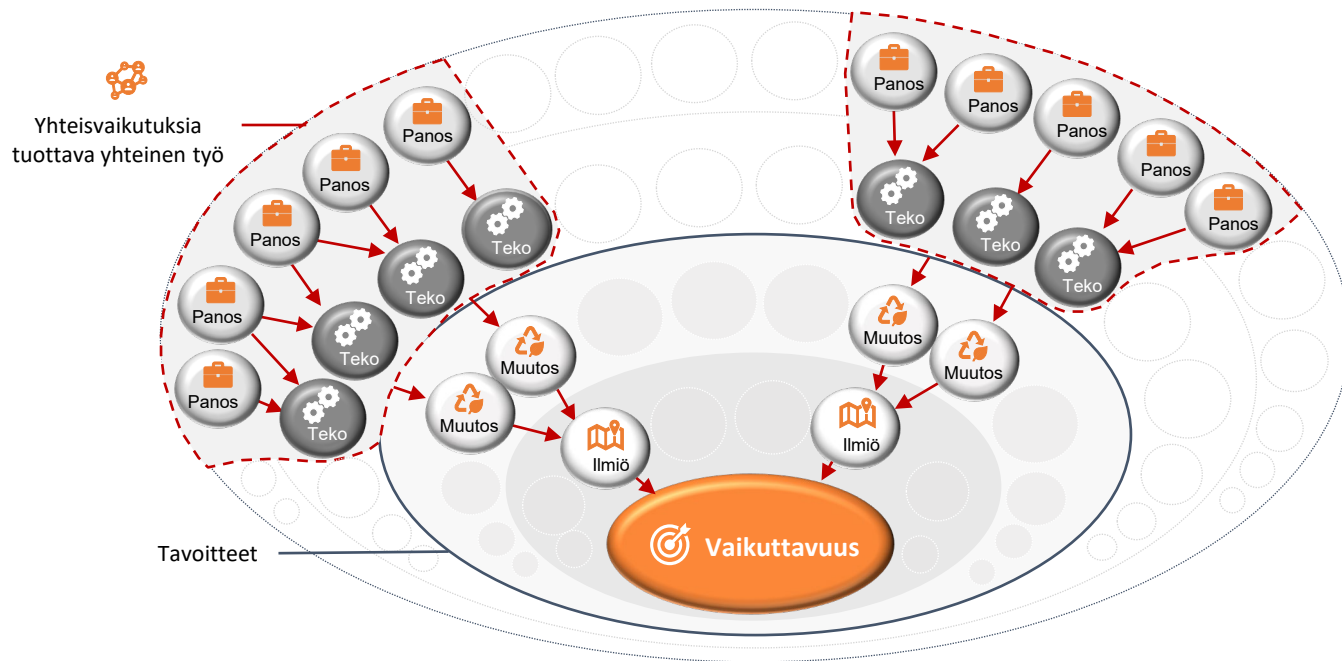 Yhteisvaikutuksia
tuottava yhteinen työ
Panos
Panos
Panos
Panos
Panos
Teko
Teko
Teko
Teko
Panos
Panos
Panos
Panos
Panos
Teko
Teko
Teko
Muutos
Muutos
Muutos
Muutos
Ilmiö
Ilmiö
Tavoitteet
Vaikuttavuus